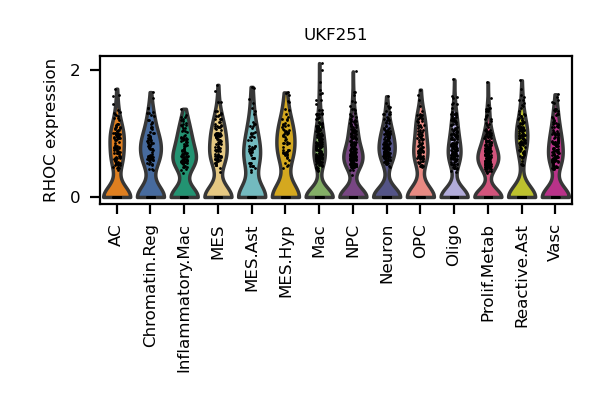 UKF251
RHOC expression
2
0
AC
Chromatin.Reg
Inflammatory.Mac
MES
MES.Ast
MES.Hyp
Mac
NPC
Neuron
OPC
Oligo
Prolif.Metab
Reactive.Ast
Vasc